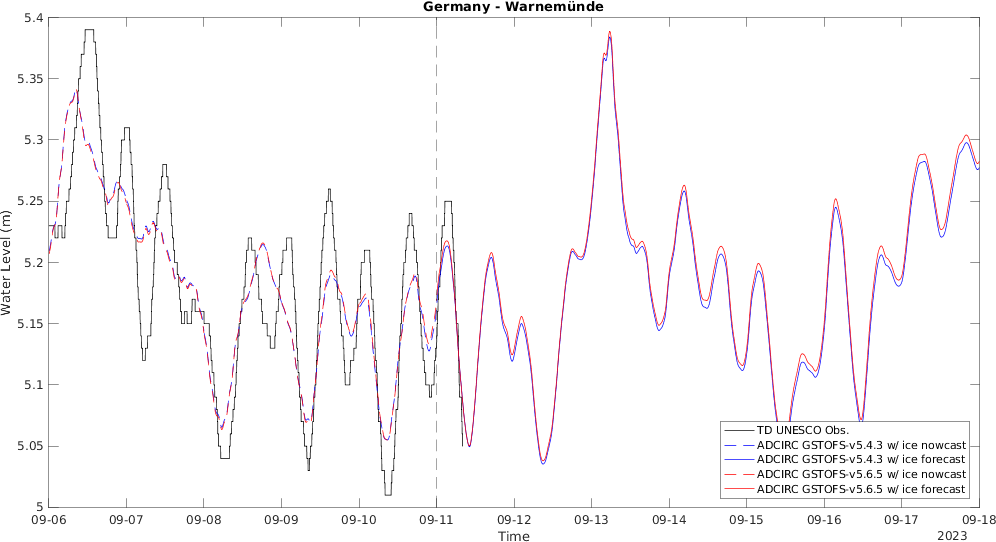 Germany - Warnemünde
Water Level (m)
5.4
5.35
5.3
5.25
5.2
5.15
5.1
5.05
5
TD UNESCO Obs.
ADCIRC GSTOFS-v5.4.3 w/ ice nowcast
ADCIRC GSTOFS-v5.4.3 w/ ice forecast
ADCIRC GSTOFS-v5.6.5 w/ ice nowcast
ADCIRC GSTOFS-v5.6.5 w/ ice forecast
09-06 09-07 09-08 09-09 09-10 09-11 09-12 09-13 09-14 09-15 09-16 09-17 09-18
Time
2023